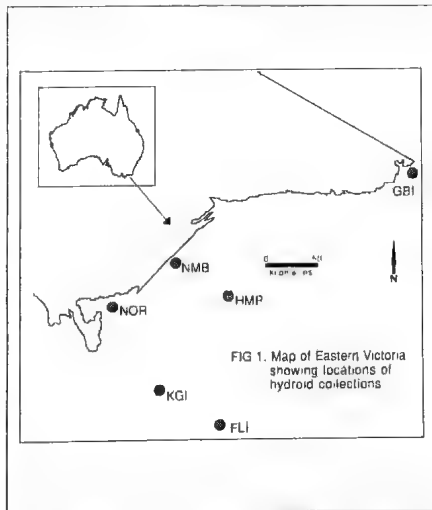 GBI
NMB
HMP
N
NOR
FIG 1. Map of Eastern Victoria
showing locations of
hydroid collections
KGI
FLI